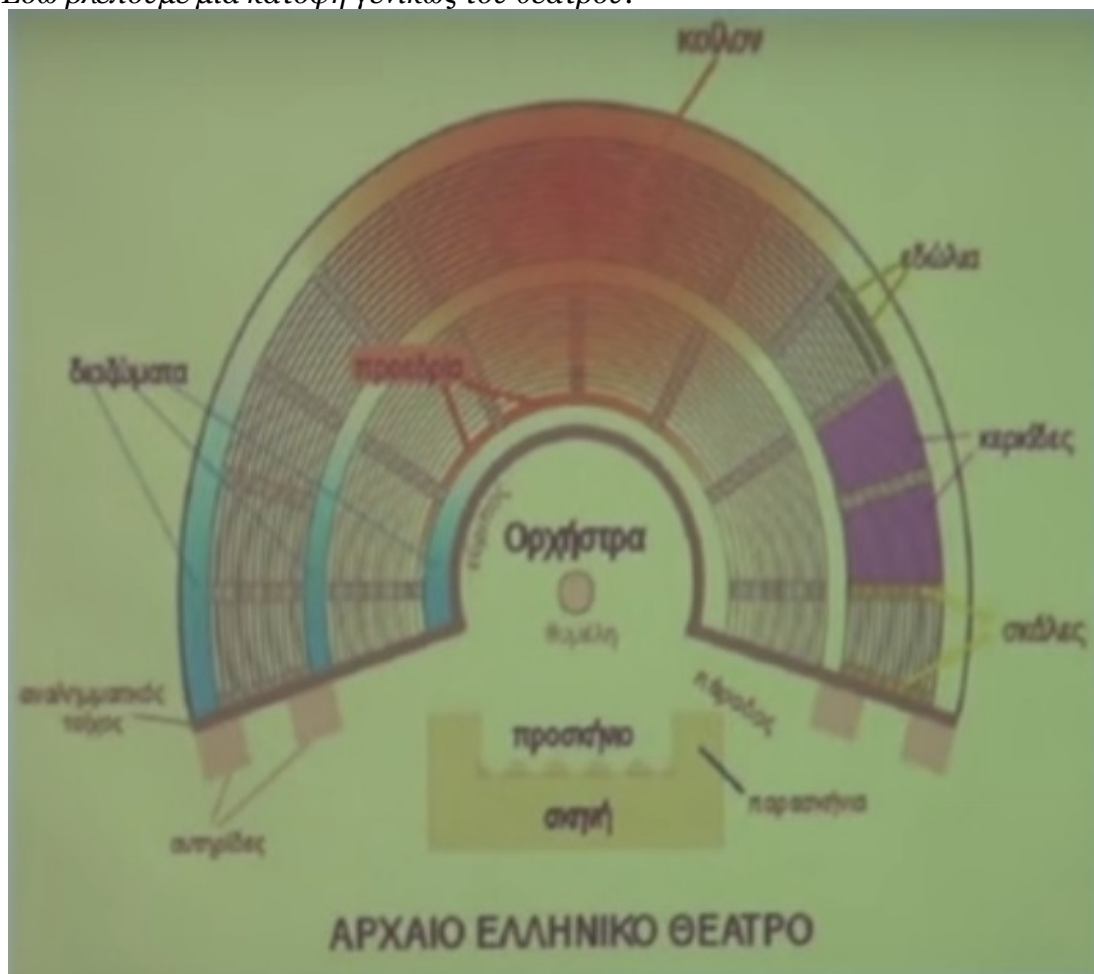 Εδώ βλέπουμε μια κάτοψη γενικώς του θεάτρου:
κοίλον
εδώλια
διαζώματα
προεδρία
κερκίδες
Ορχήστρα
θυμέλη
σκάλες
αναλημματικός
τοίχος
πάροδος
προσκήνιο
παρασκήνια
σκηνή
αντηρίδες
ΑΡΧΑΙΟ ΕΛΛΗΝΙΚΟ ΘΕΑΤΡΟ